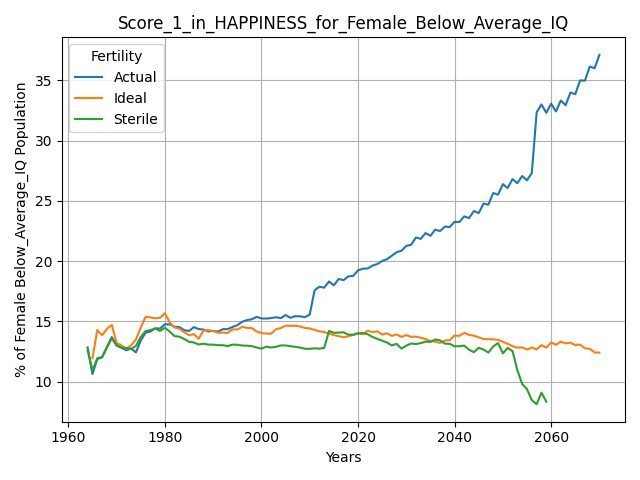 Score_1_in_HAPPINESS_for_Female_Below_Average_IQ
% of Female Below_Average_IQ Population
Fertility
Actual
Ideal
Sterile
35
30
25
20
15
10
1960 1980 2000 2020 2040 2060
Years